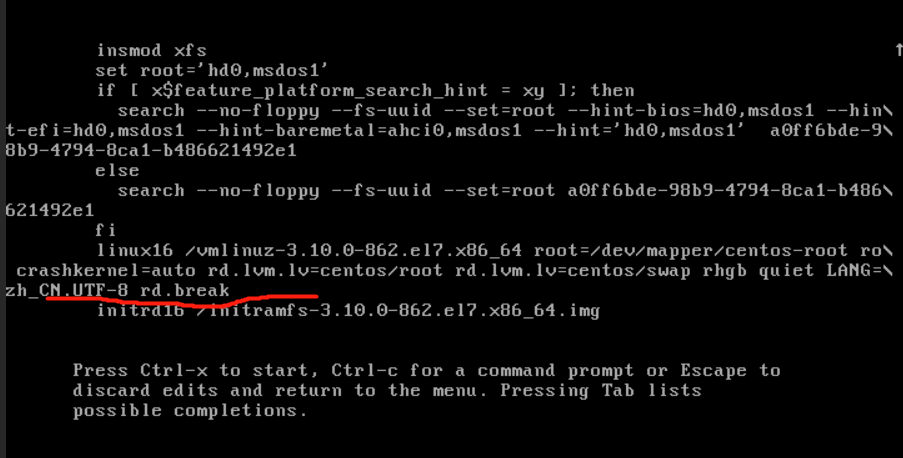 insmod xfs
set root='hd0,msdos1'
if [ x$feature_platform_search_hint = xy ]; then
search --no-floppy --fs-uuid --set=root --hint-bios=hd0,msdos1 --hin\
t-efi=hd0,msdos1 --hint-baremetal=ahci0,msdos1 --hint='hd0,msdos1'  a0ff6bde-9\
8b9-4794-8ca1-b486621492e1
else
search --no-floppy --fs-uuid --set=root a0ff6bde-98b9-4794-8ca1-b486\
621492e1
fi
linux16 /vmlinuz-3.10.0-862.el7.x86_64 root=/dev/mapper/centos-root ro\
crashkernel=auto rd.lvm.lv=centos/root rd.lvm.lv=centos/swap rhgb quiet LANG=\
zh_CN.UTF-8 rd.break
initrd16 /initramfs-3.10.0-862.el7.x86_64.img
Press Ctrl-x to start, Ctrl-c for a command prompt or Escape to
discard edits and return to the menu. Pressing Tab lists
possible completions.